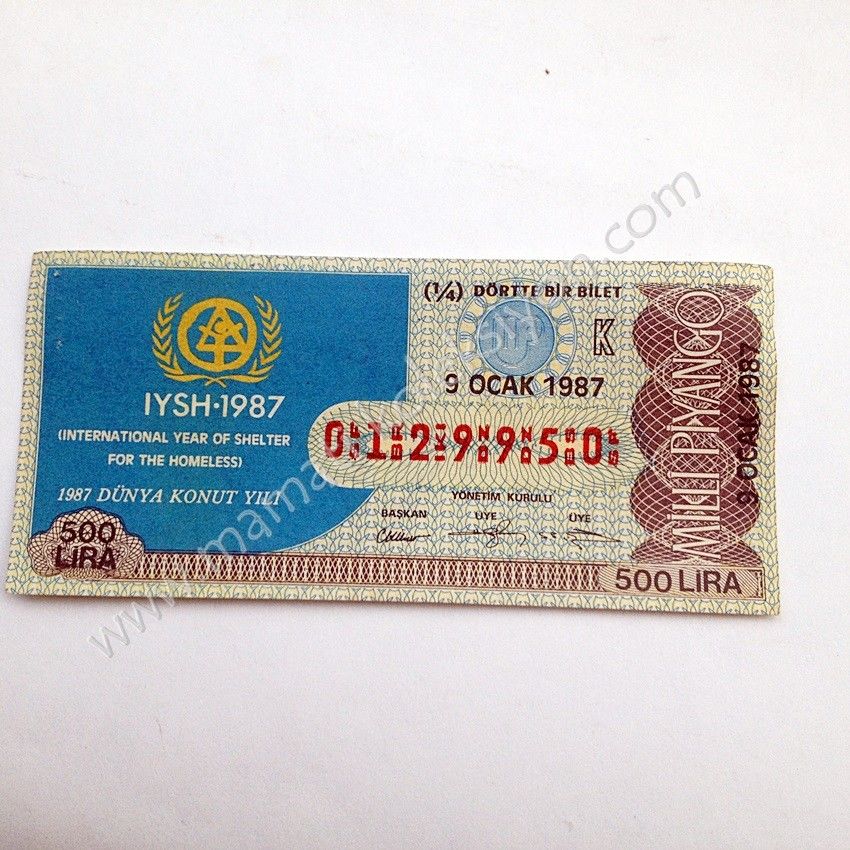 IYSH·1987
(INTERNATIONAL YEAR OF SHELTER
FOR THE HOMELESS)
1987 DÜNYA KONUT YILI
500
LIRA
(1/4) DÖRTTE BİR BİLET
MP
K
9 OCAK 1987
0 1 2 9 9 5 0
YÖNETİM KURULU
BAŞKAN ÜYE ÜYE
MİLLİ PİYANGO
9 OCAK 1987
500 LIRA